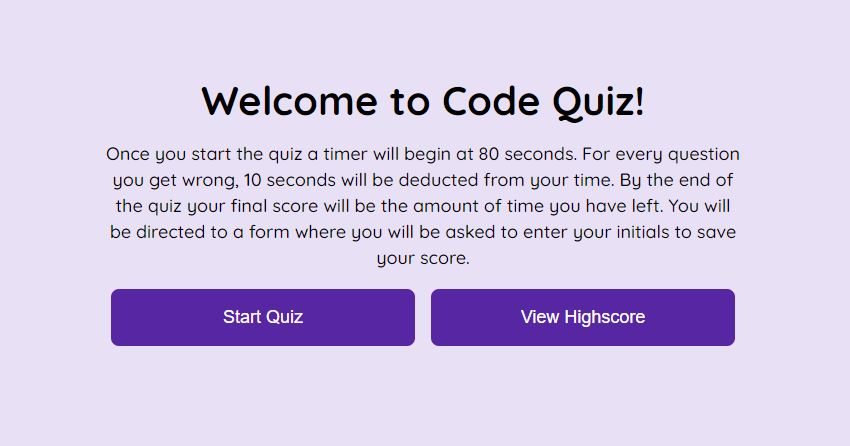 Welcome to Code Quiz!
Once you start the quiz a timer will begin at 80 seconds. For every question
you get wrong, 10 seconds will be deducted from your time. By the end of
the quiz your final score will be the amount of time you have left. You will
be directed to a form where you will be asked to enter your initials to save
your score.
Start Quiz
View Highscore